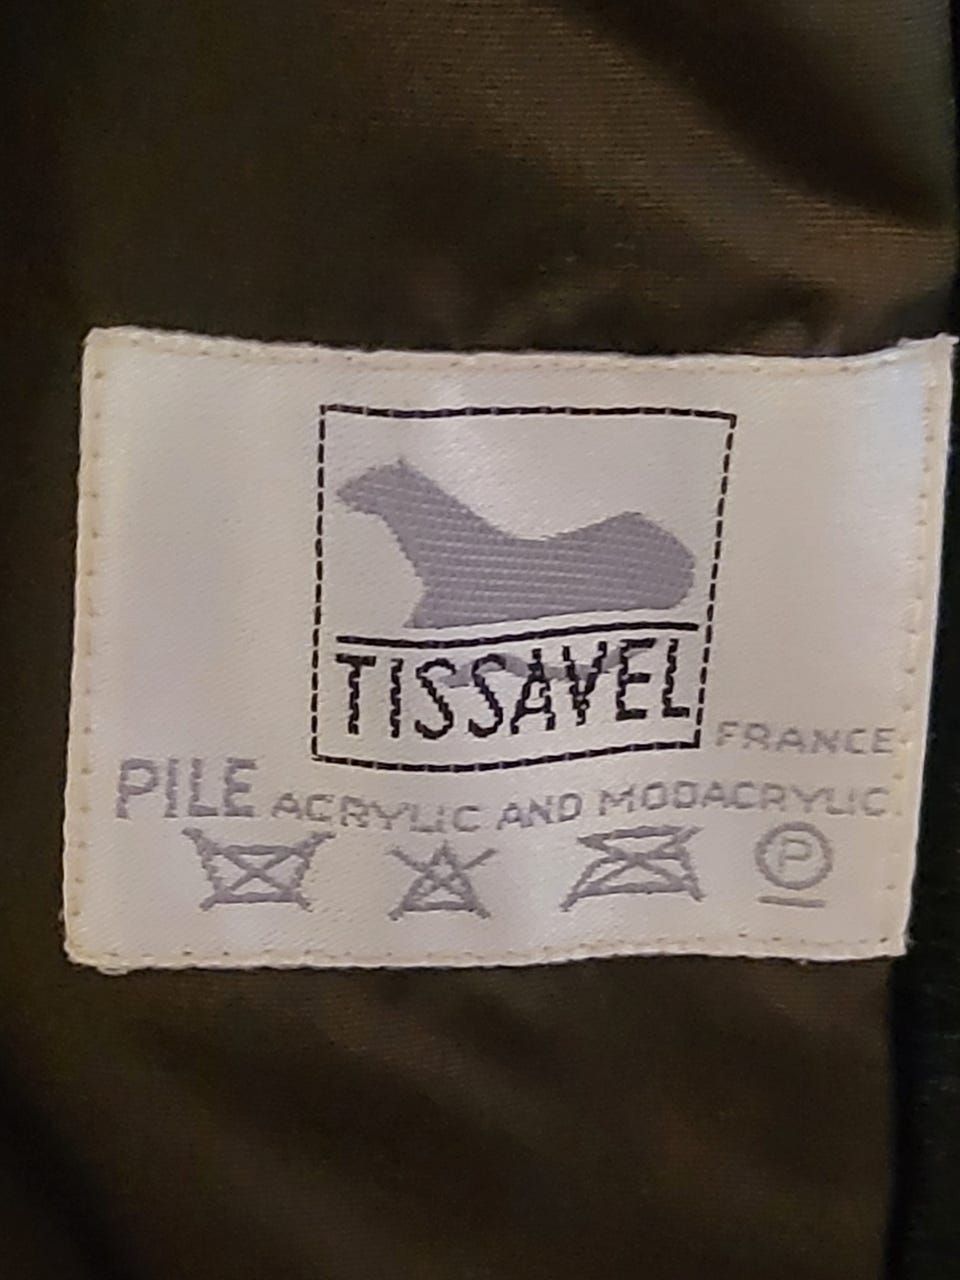 TISSAVEL
FRANCE
PILE ACRYLIC AND MODACRYLIC
P